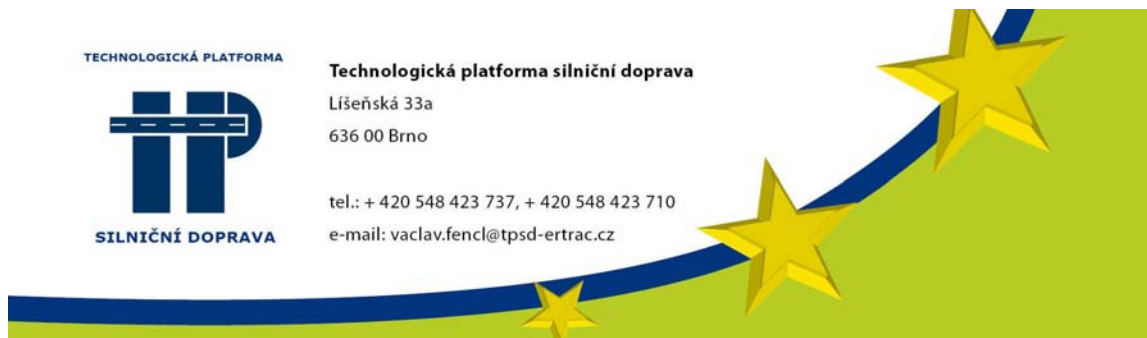 TECHNOLOGICKÁ PLATFORMA
SILNIČNÍ DOPRAVA
Technologická platforma silniční doprava
Líšeňská 33a
636 00 Brno
tel.: + 420 548 423 737, + 420 548 423 710
e-mail: vaclav.fencl@tpsd-ertrac.cz